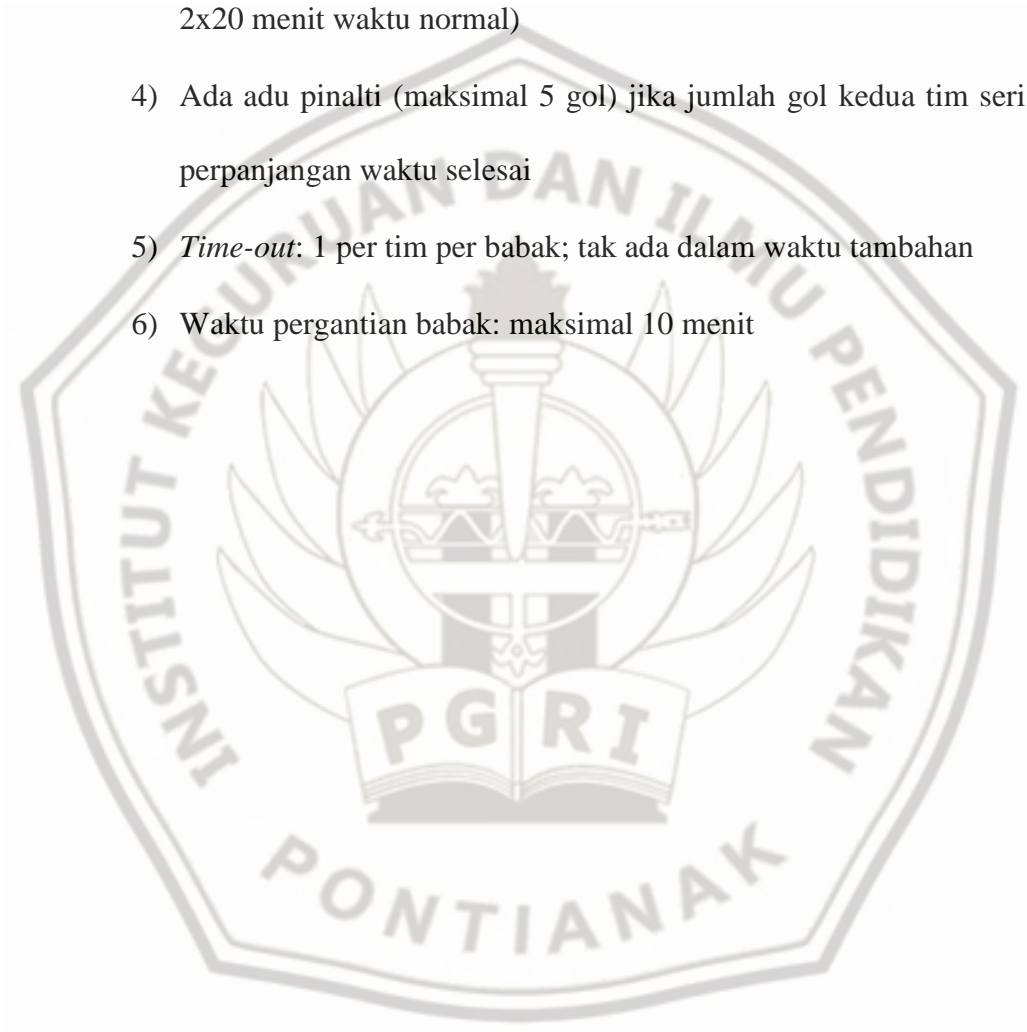 2x20 menit waktu normal)
4) Ada adu pinalti (maksimal 5 gol) jika jumlah gol kedua tim seri
perpanjangan waktu selesai
5) Time-out: 1 per tim per babak; tak ada dalam waktu tambahan
6) Waktu pergantian babak: maksimal 10 menit
INSTITUT KEGURUAN DAN ILMU PENDIDIKAN
PGRI
PONTIANAK